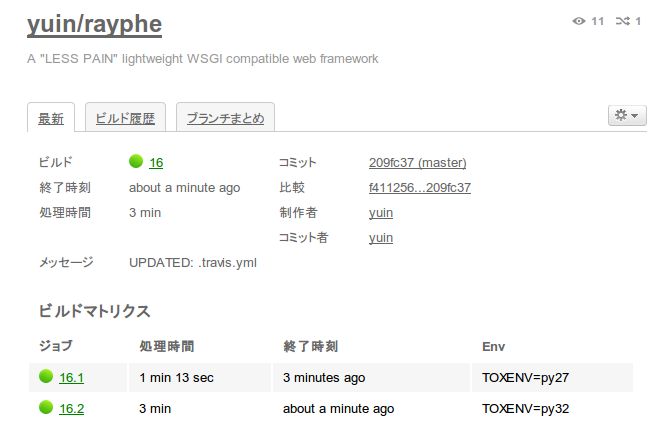 yuin/rayphe
11
1
A "LESS PAIN" lightweight WSGI compatible web framework
最新
ビルド履歴
ブランチまとめ
ビルド 16 コミット 209fc37 (master)
終了時刻 about a minute ago 比較 f411256...209fc37
処理時間 3 min 制作者 yuin
コミット者 yuin
メッセージ UPDATED: .travis.yml
ビルドマトリクス
ジョブ 処理時間 終了時刻 Env
16.1 1 min 13 sec 3 minutes ago TOXENV=py27
16.2 3 min about a minute ago TOXENV=py32